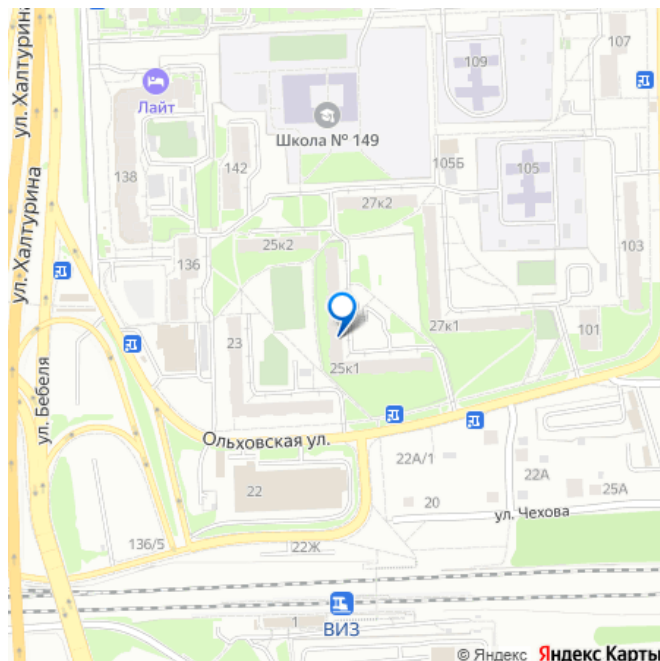 ул. Халтурина
107
109
Лайт
Школа № 149
138
142
105Б
105
27к2
25к2
136
103
ул. Халтурина
27к1
101
23
25к1
ул. Бебеля
Ольховская ул.
22А/1
22А
25А
22
20
ул. Чехова
136/5
22Ж
1
ВИЗ
© Яндекс Яндекс Карты